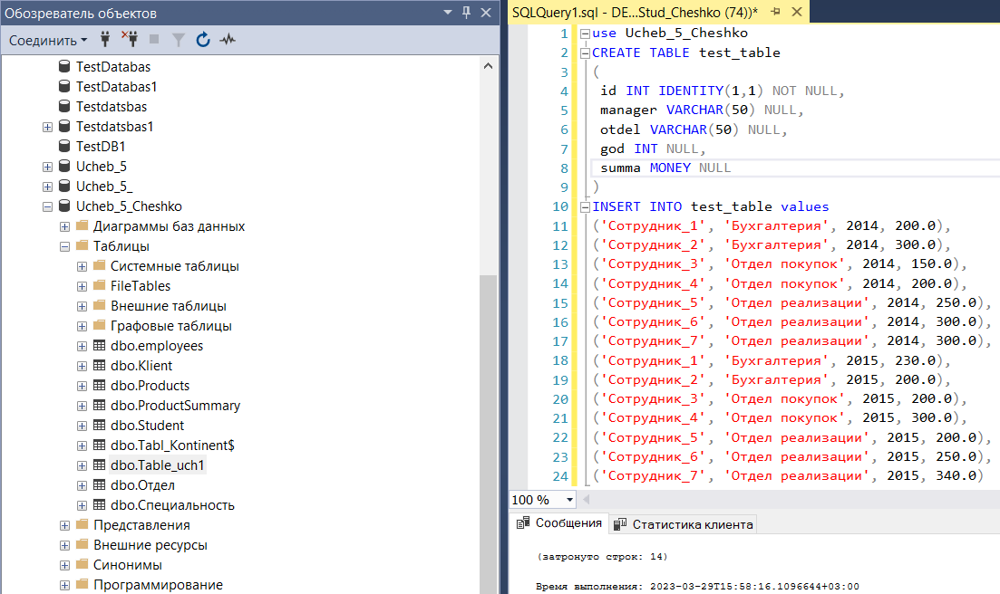 Обозреватель объектов
Соединить
TestDatabas
TestDatabas1
Testdatsbas
Testdatsbas1
TestDB1
Ucheb_5
Ucheb_5_
Ucheb_5_Cheshko
Диаграммы баз данных
Таблицы
Системные таблицы
FileTables
Внешние таблицы
Графовые таблицы
dbo.employees
dbo.Klient
dbo.Products
dbo.ProductSummary
dbo.Student
dbo.Tabl_Kontinent$
dbo.Table_uch1
dbo.Отдел
dbo.Специальность
Представления
Внешние ресурсы
Синонимы
Программирование
SQLQuery1.sql - DE...Stud_Cheshko (74))*
1 use Ucheb_5_Cheshko
2 CREATE TABLE test_table
3 (
4 id INT IDENTITY(1,1) NOT NULL,
5 manager VARCHAR(50) NULL,
6 otdel VARCHAR(50) NULL,
7 god INT NULL,
8 summa MONEY NULL
9 )
10 INSERT INTO test_table values
11 ('Сотрудник_1', 'Бухгалтерия', 2014, 200.0),
12 ('Сотрудник_2', 'Бухгалтерия', 2014, 300.0),
13 ('Сотрудник_3', 'Отдел покупок', 2014, 150.0),
14 ('Сотрудник_4', 'Отдел покупок', 2014, 200.0),
15 ('Сотрудник_5', 'Отдел реализации', 2014, 250.0),
16 ('Сотрудник_6', 'Отдел реализации', 2014, 300.0),
17 ('Сотрудник_7', 'Отдел реализации', 2014, 300.0),
18 ('Сотрудник_1', 'Бухгалтерия', 2015, 230.0),
19 ('Сотрудник_2', 'Бухгалтерия', 2015, 200.0),
20 ('Сотрудник_3', 'Отдел покупок', 2015, 200.0),
21 ('Сотрудник_4', 'Отдел покупок', 2015, 300.0),
22 ('Сотрудник_5', 'Отдел реализации', 2015, 200.0),
23 ('Сотрудник_6', 'Отдел реализации', 2015, 250.0),
24 ('Сотрудник_7', 'Отдел реализации', 2015, 340.0)
100 %
Сообщения Статистика клиента
(затронуто строк: 14)
Время выполнения: 2023-03-29T15:58:16.1096644+03:00